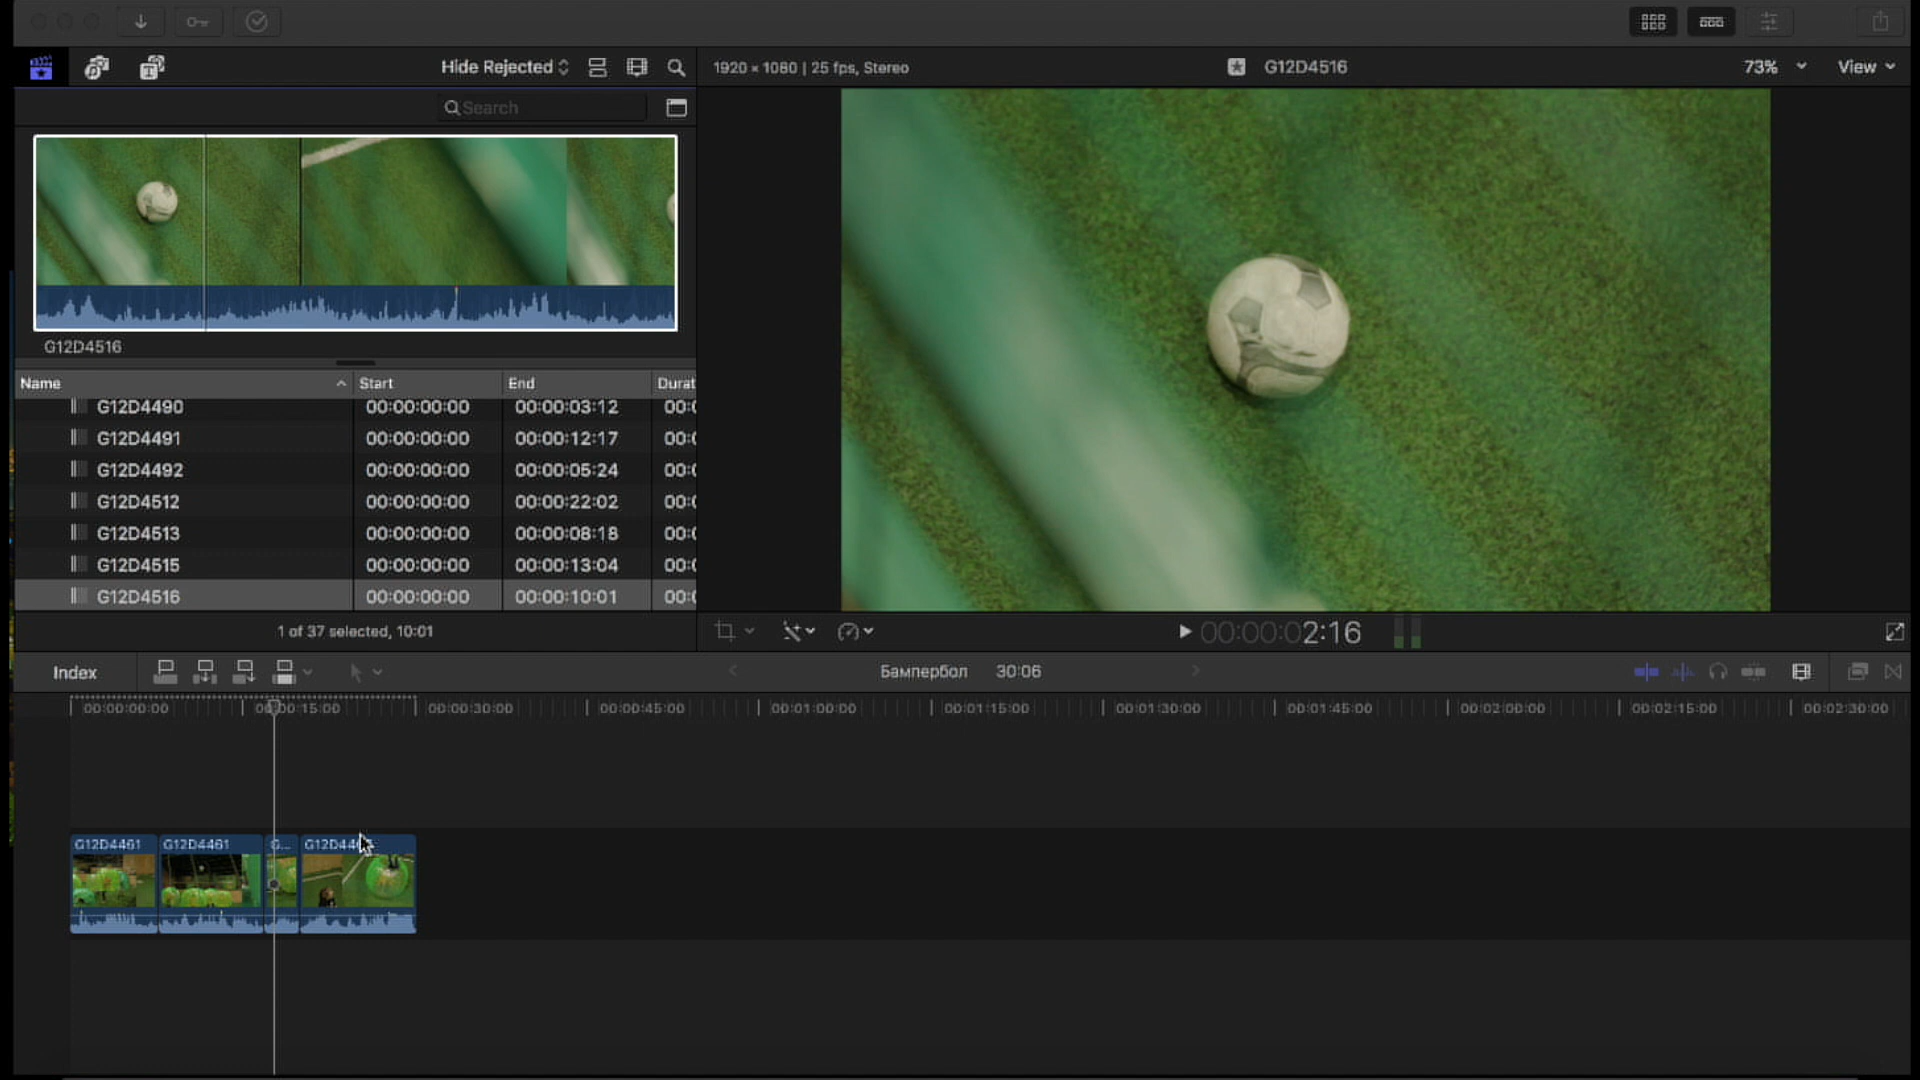 Hide Rejected
1920 × 1080 | 25 fps, Stereo
G12D4516
73%
View
Search
G12D4516
Name Start End Durat
G12D4490 00:00:00:00 00:00:03:12 00:
G12D4491 00:00:00:00 00:00:12:17 00:
G12D4492 00:00:00:00 00:00:05:24 00:
G12D4512 00:00:00:00 00:00:22:02 00:
G12D4513 00:00:00:00 00:00:08:18 00:
G12D4515 00:00:00:00 00:00:13:04 00:
G12D4516 00:00:00:00 00:00:10:01 00:
1 of 37 selected, 10:01
00:00:02:16
Index
Бампербол 30:06
00:00:00:00 00:00:15:00 00:00:30:00 00:00:45:00 00:01:00:00 00:01:15:00 00:01:30:00 00:01:45:00 00:02:00:00 00:02:15:00 00:02:30:00
G12D4461 G12D4461 G... G12D44